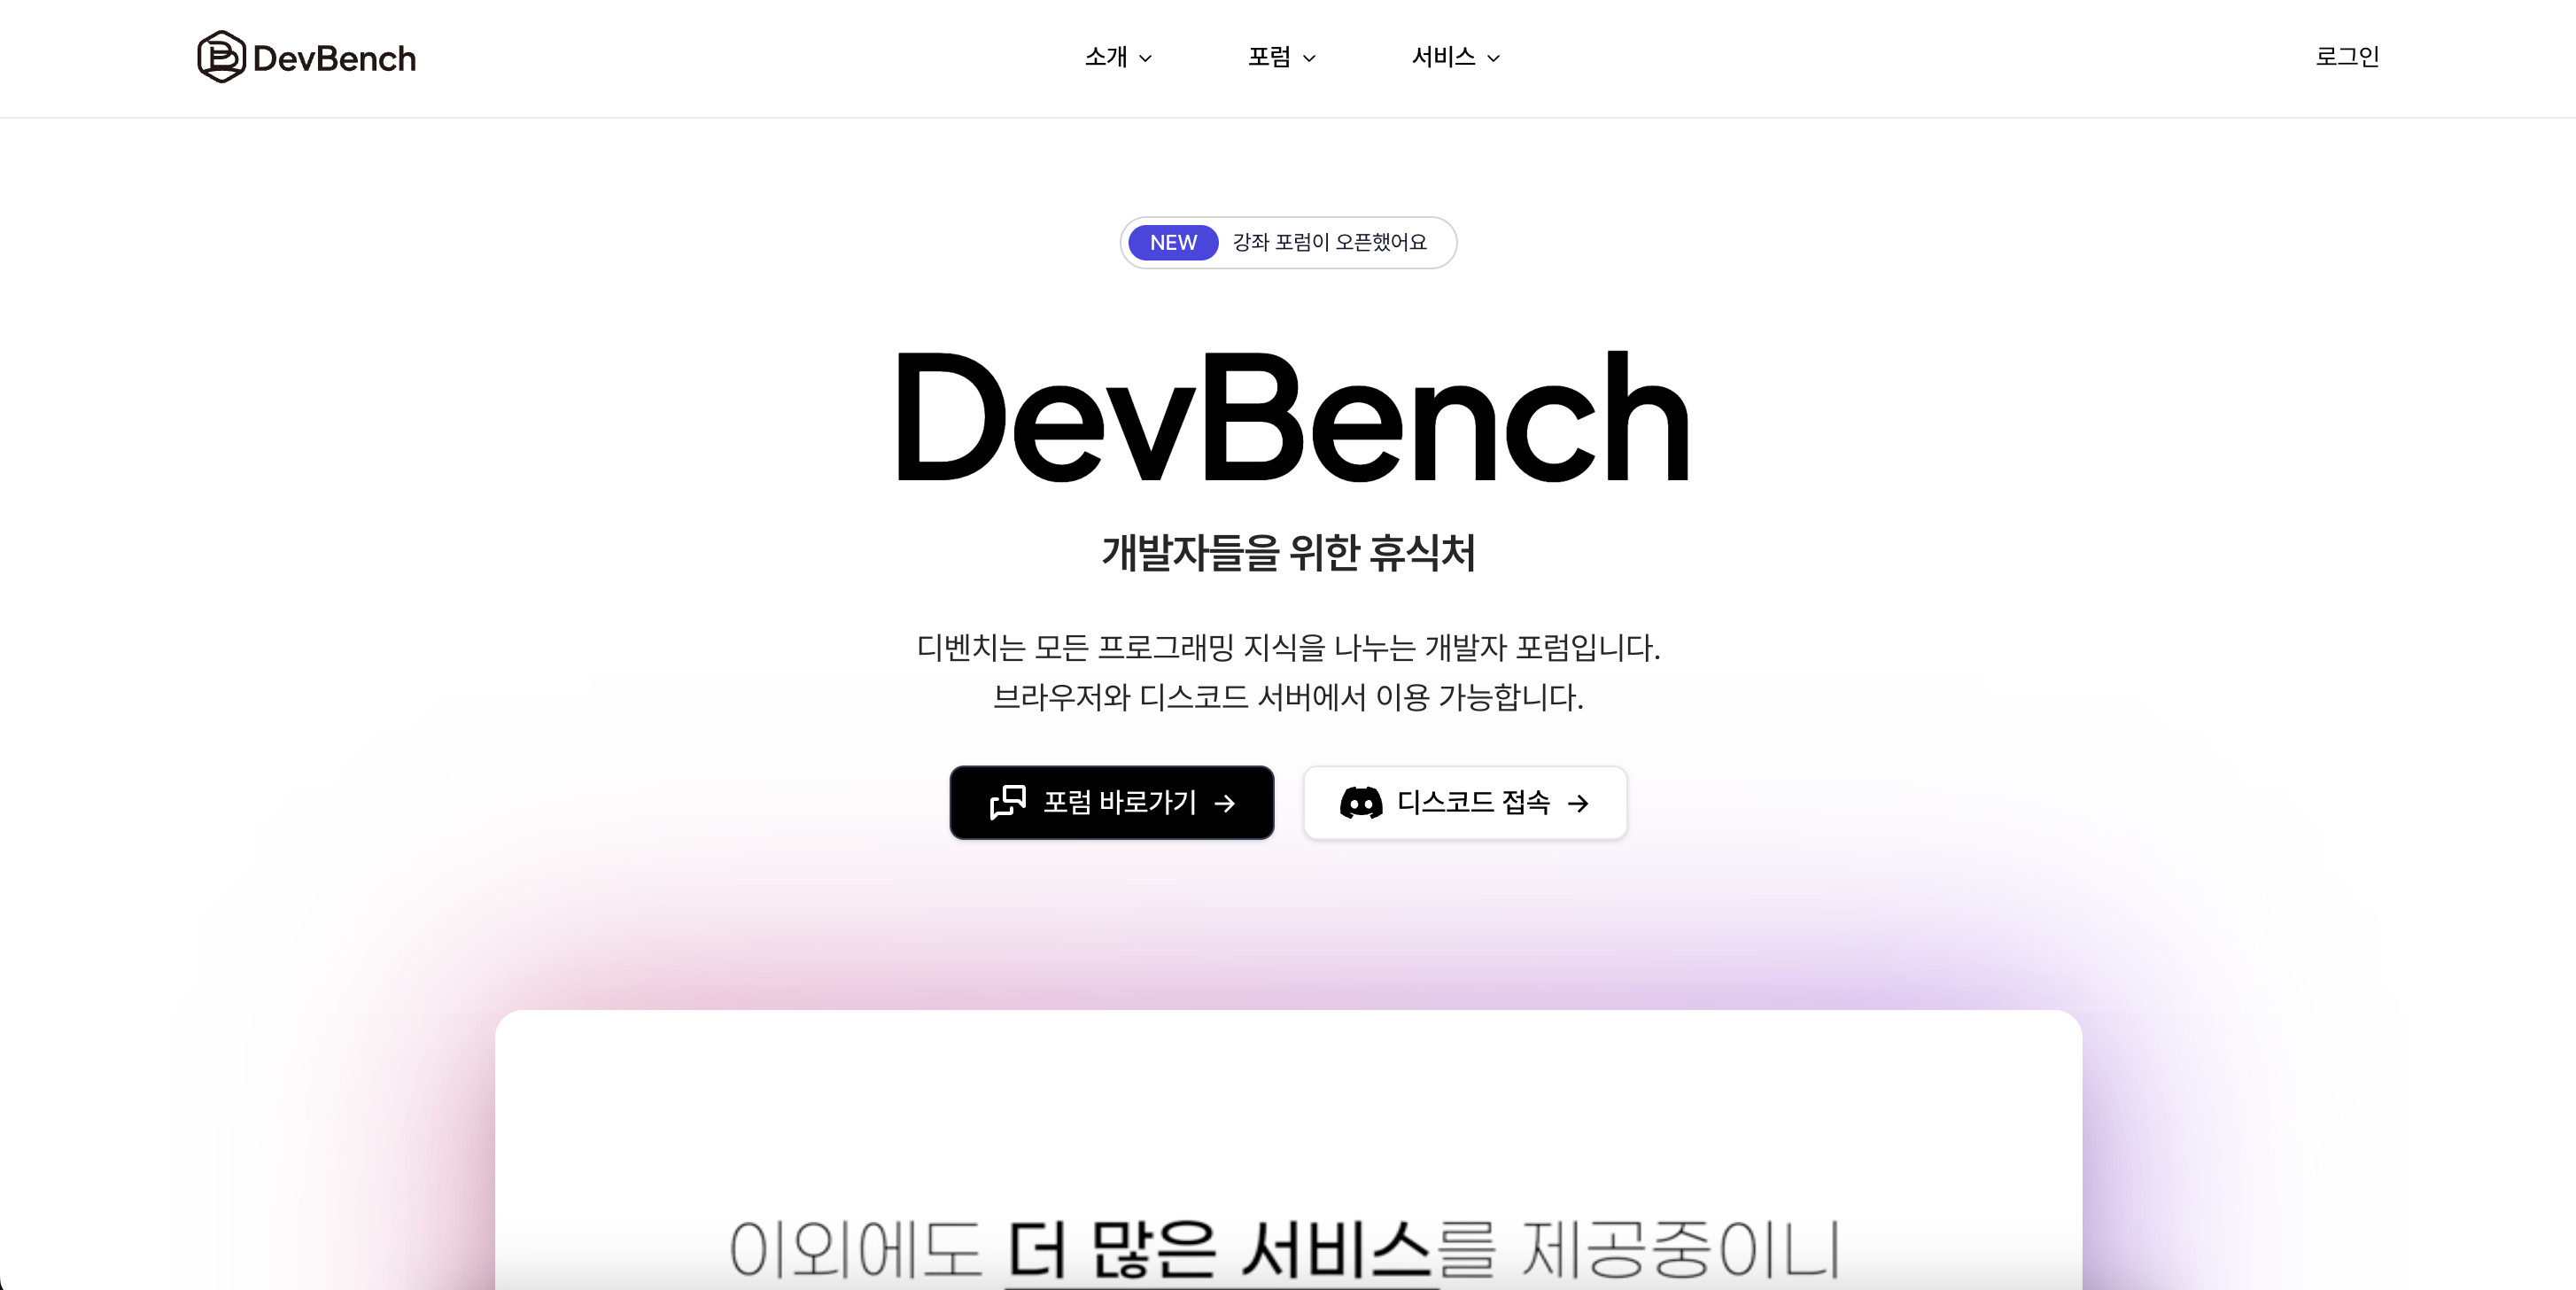 DevBench
소개
포럼
서비스
로그인
NEW 강좌 포럼이 오픈했어요
DevBench
개발자들을 위한 휴식처
디벤치는 모든 프로그래밍 지식을 나누는 개발자 포럼입니다.
브라우저와 디스코드 서버에서 이용 가능합니다.
포럼 바로가기 →
디스코드 접속 →
이외에도 더 많은 서비스를 제공중이니